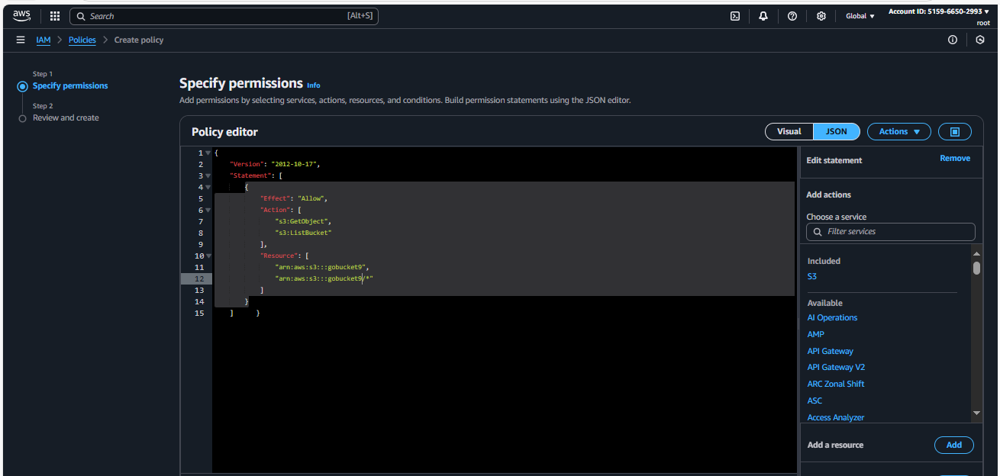 aws
Search
[Alt+S]
Global
Account ID: 5159-6650-2993
root
IAM
Policies
Create policy
Step 1
Specify permissions
Step 2
Review and create
Specify permissions Info
Add permissions by selecting services, actions, resources, and conditions. Build permission statements using the JSON editor.
Policy editor
Visual
JSON
Actions
1 {
2 "Version": "2012-10-17",
3 "Statement": [
4 {
5 "Effect": "Allow",
6 "Action": [
7 "s3:GetObject",
8 "s3:ListBucket"
9 ],
10 "Resource": [
11 "arn:aws:s3:::gobucket9",
12 "arn:aws:s3:::gobucket9/*"
13 ]
14 }
15 ] }
Edit statement
Remove
Add actions
Choose a service
Filter services
Included
S3
Available
AI Operations
AMP
API Gateway
API Gateway V2
ARC Zonal Shift
ASC
Access Analyzer
Add a resource
Add